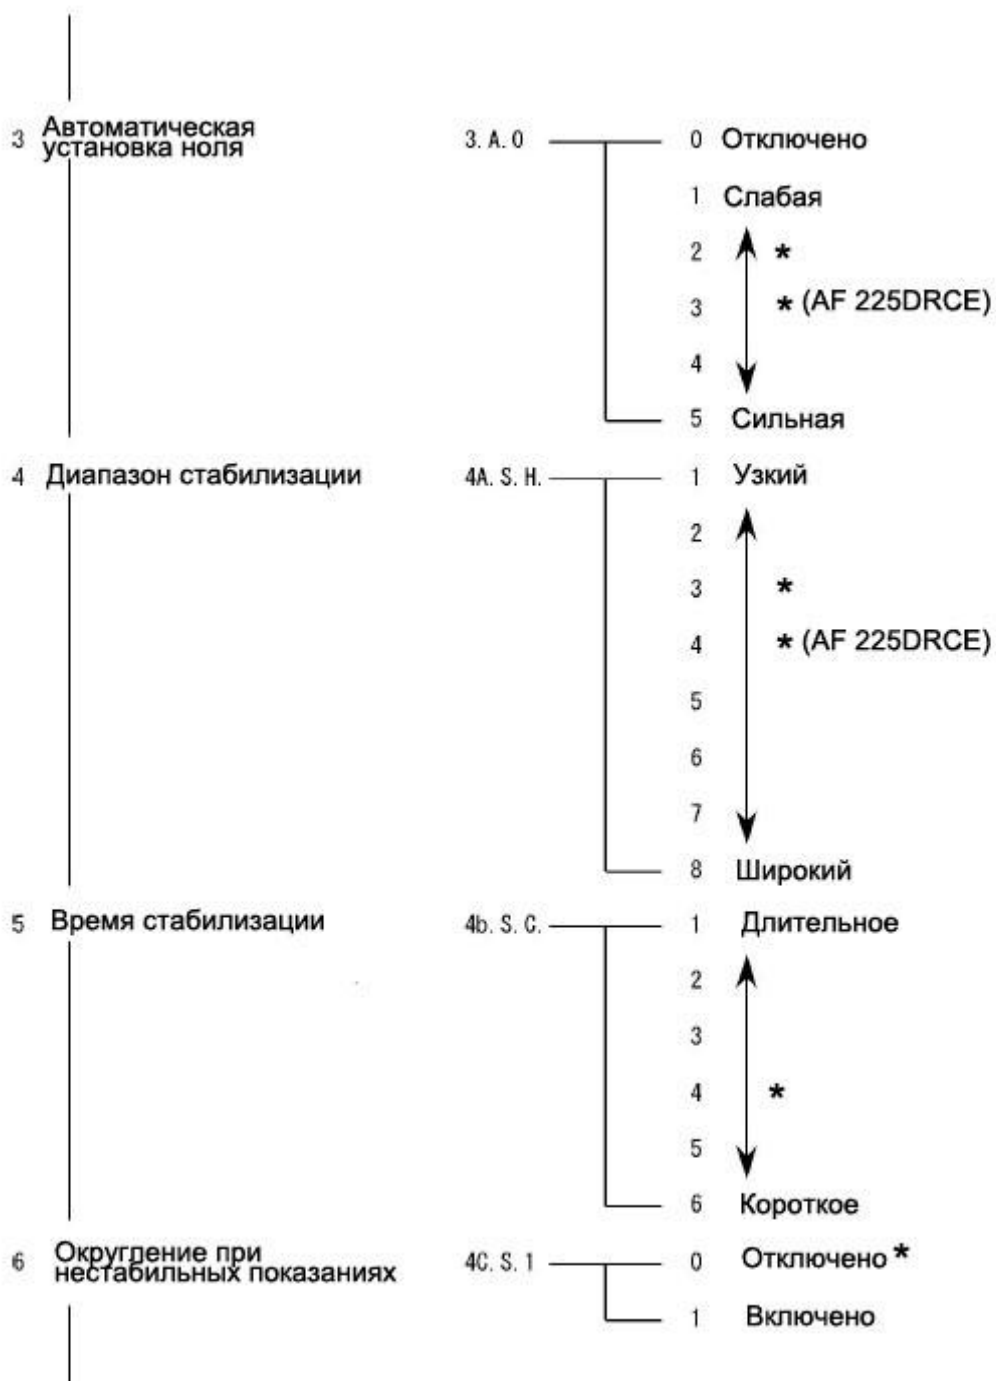 3 Автоматическая
установка ноля
3. A. 0
0 Отключено
1 Слабая
2 *
3 * (AF 225DRCE)
4
5 Сильная
4 Диапазон стабилизации
4A. S. H.
1 Узкий
2
3 *
4 * (AF 225DRCE)
5
6
7
8 Широкий
5 Время стабилизации
4b. S. C.
1 Длительное
2
3
4 *
5
6 Короткое
6 Округление при
нестабильных показаниях
4C. S. 1
0 Отключено *
1 Включено